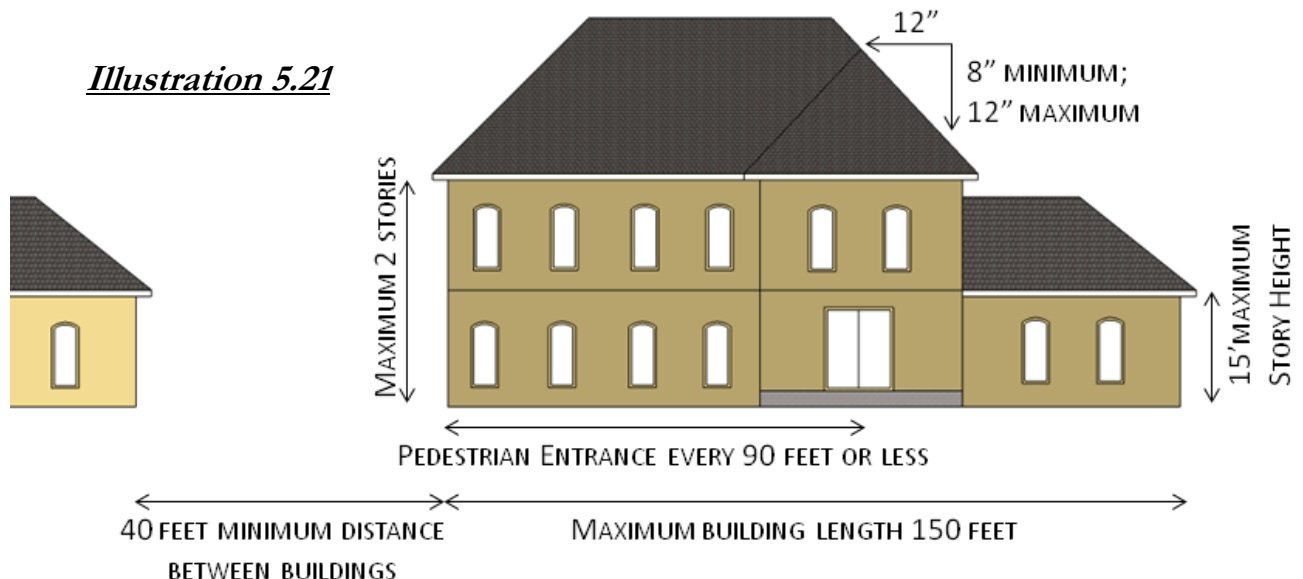 Illustration 5.21
12”
8” MINIMUM;
12” MAXIMUM
MAXIMUM 2 STORIES
15’MAXIMUM
STORY HEIGHT
PEDESTRIAN ENTRANCE EVERY 90 FEET OR LESS
40 FEET MINIMUM DISTANCE
BETWEEN BUILDINGS
MAXIMUM BUILDING LENGTH 150 FEET